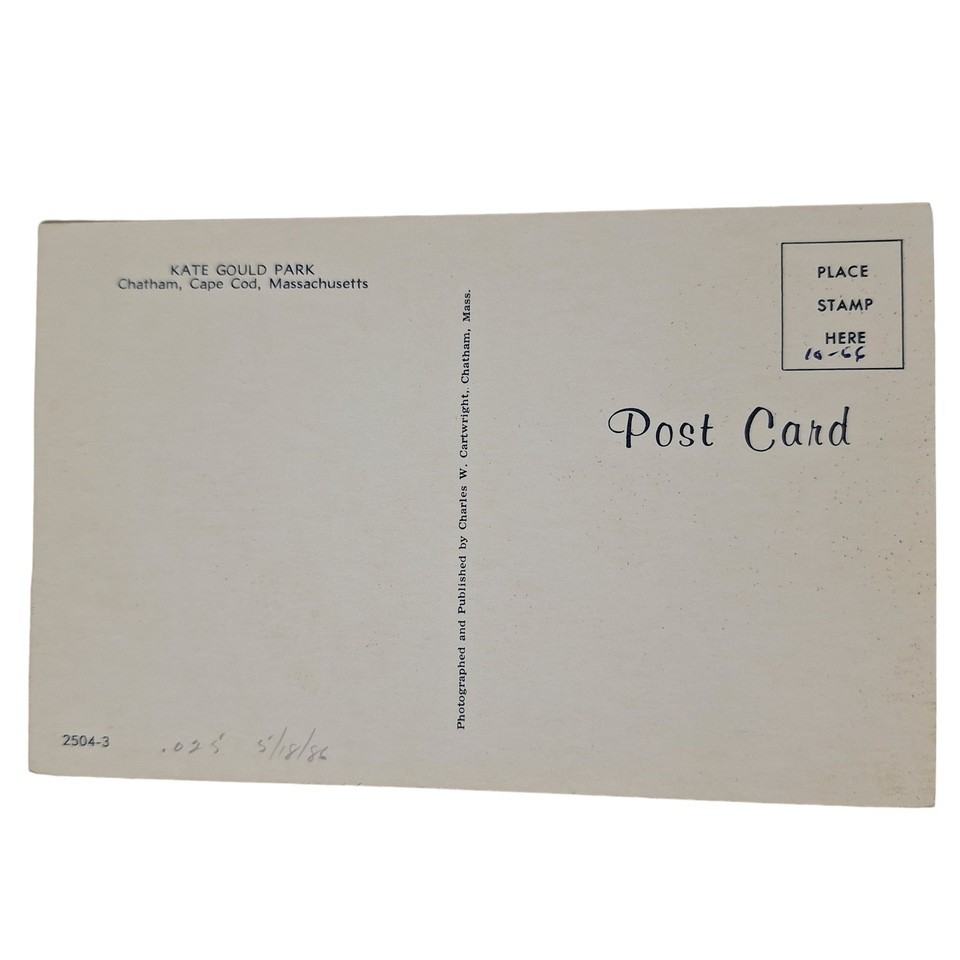 KATE GOULD PARK
Chatham, Cape Cod, Massachusetts
Photographed and Published by Charles W. Cartwright, Chatham, Mass.
PLACE
STAMP
HERE
10-66
Post Card
2504-3 .025 5/18/86